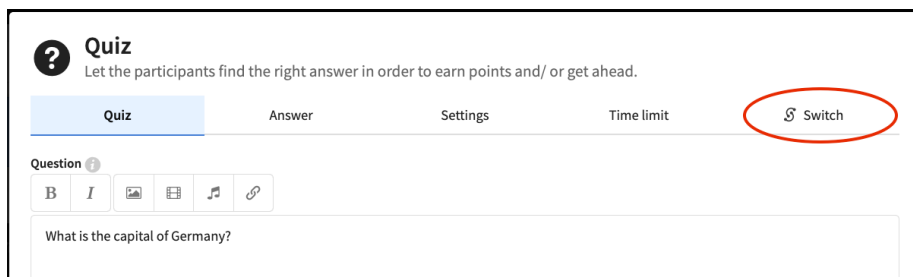 Quiz
Let the participants find the right answer in order to earn points and/ or get ahead.
Quiz Answer Settings Time limit Switch
Question
B I
What is the capital of Germany?